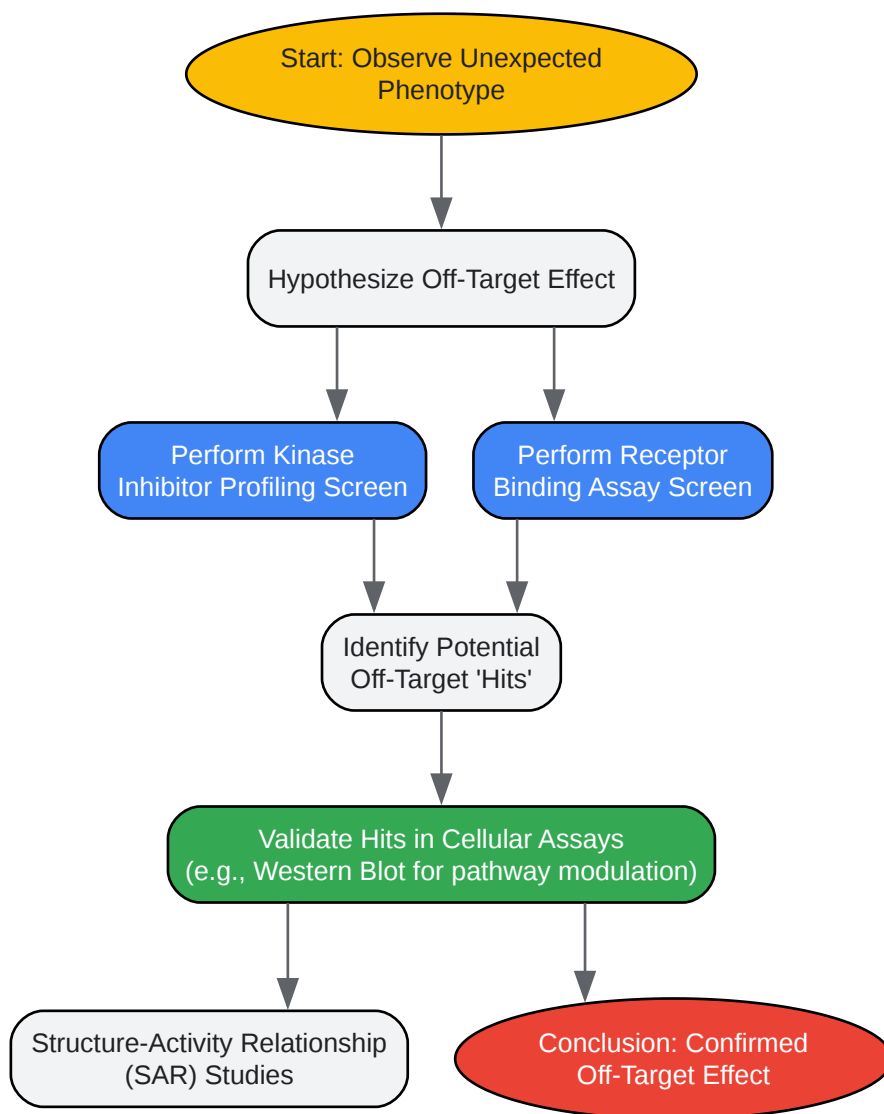 Start: Observe Unexpected
Phenotype
Hypothesize Off-Target Effect
Perform Kinase
Inhibitor Profiling Screen
Perform Receptor
Binding Assay Screen
Identify Potential
Off-Target 'Hits'
Validate Hits in Cellular Assays
(e.g., Western Blot for pathway modulation)
Structure-Activity Relationship
(SAR) Studies
Conclusion: Confirmed
Off-Target Effect